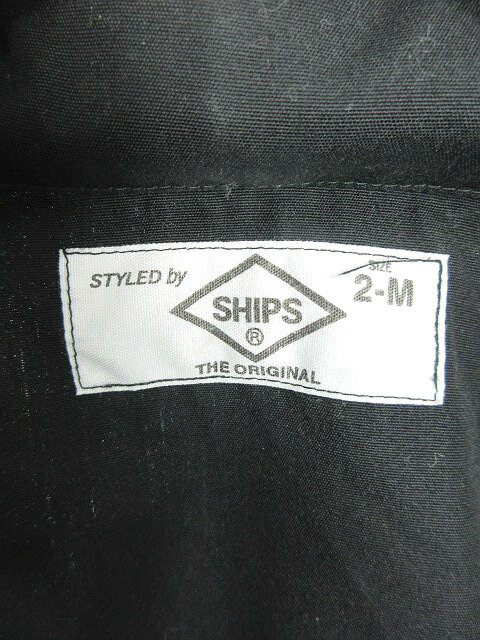 STYLED by
SHIPS
®
THE ORIGINAL
SIZE
2-M